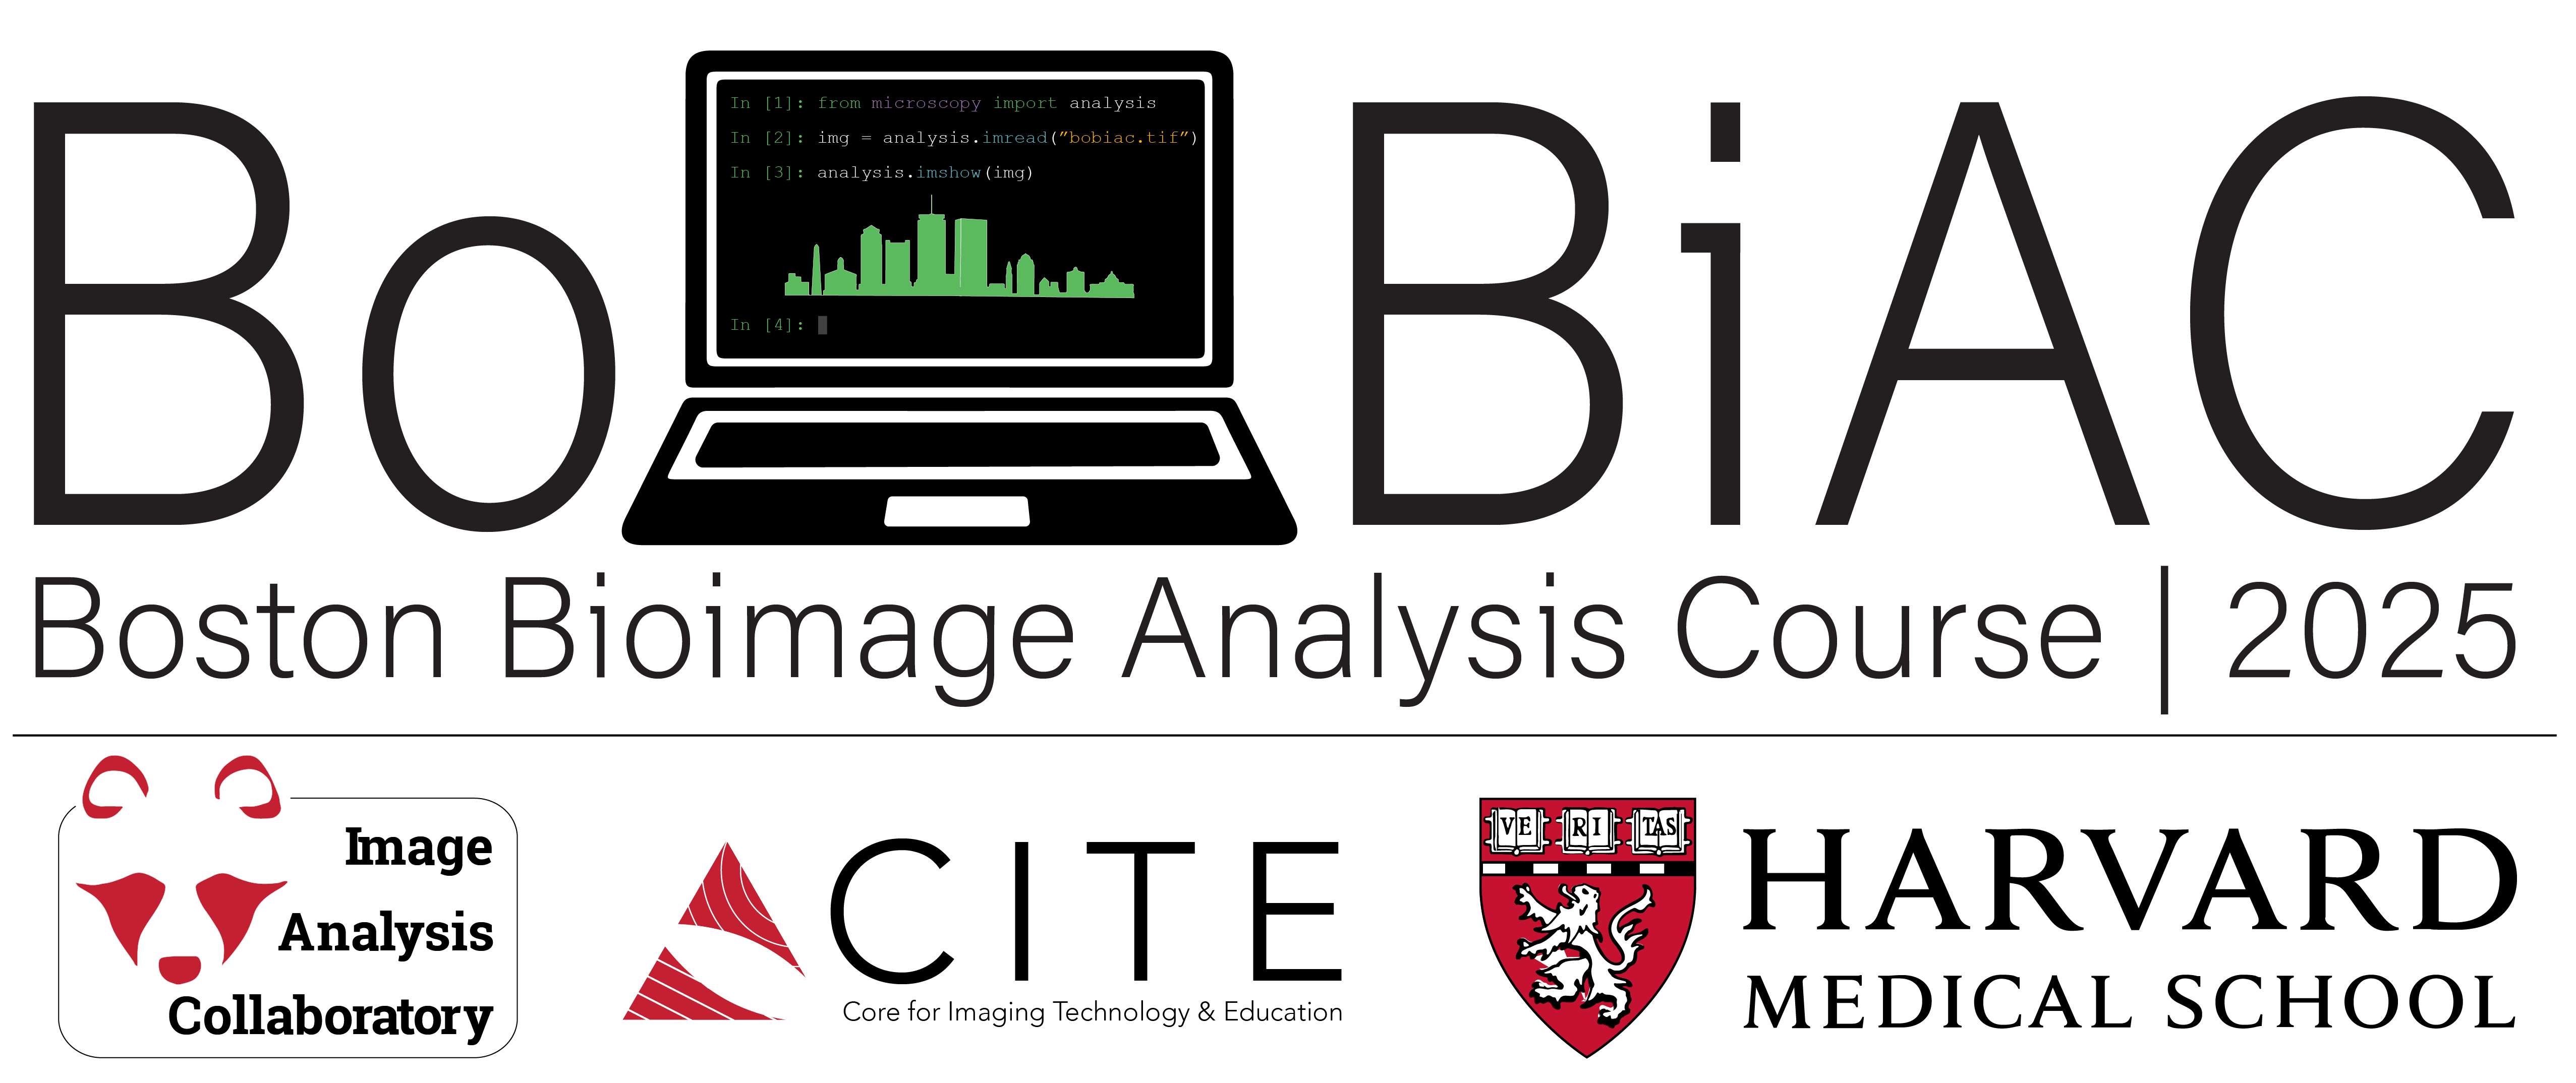 Bo BiAC
In [1]: from microscopy import analysis
In [2]: img = analysis.imread("bobiac.tif")
In [3]: analysis.imshow(img)
In [4]:
Boston Bioimage Analysis Course | 2025
Image
Analysis
Collaboratory
CITE
Core for Imaging Technology & Education
VE RI TAS
HARVARD
MEDICAL SCHOOL